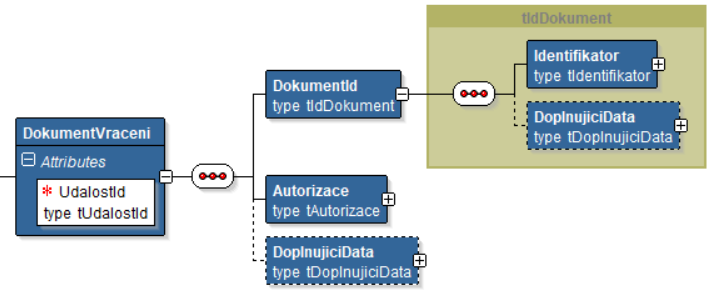 tIdDokument
Identifikator
type tIdentifikator
DoplnujiciData
type tDoplnujiciData
DokumentId
type tIdDokument
DokumentVraceni
Attributes
* UdalostId
type tUdalostId
Autorizace
type tAutorizace
DoplnujiciData
type tDoplnujiciData